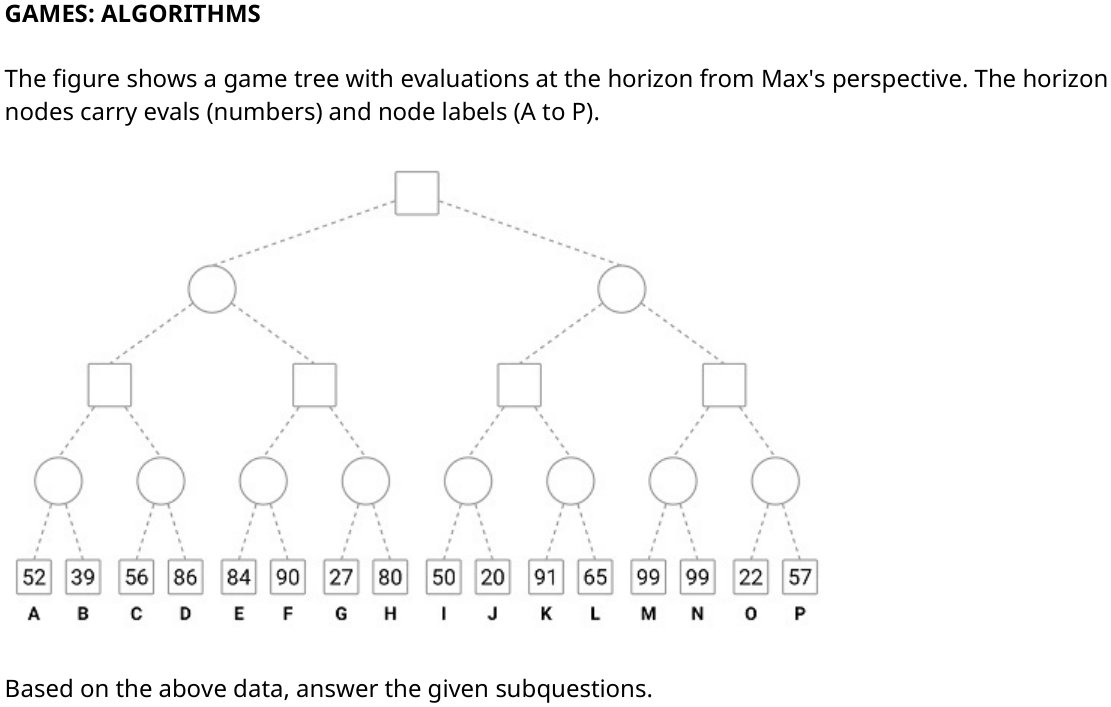 GAMES: ALGORITHMS
The figure shows a game tree with evaluations at the horizon from Max's perspective. The horizon
nodes carry evals (numbers) and node labels (A to P).
52 39 56 86 84 90 27 80 50 20 91 65 99 99 22 57
A B C D E F G H I J K L M N O P
Based on the above data, answer the given subquestions.